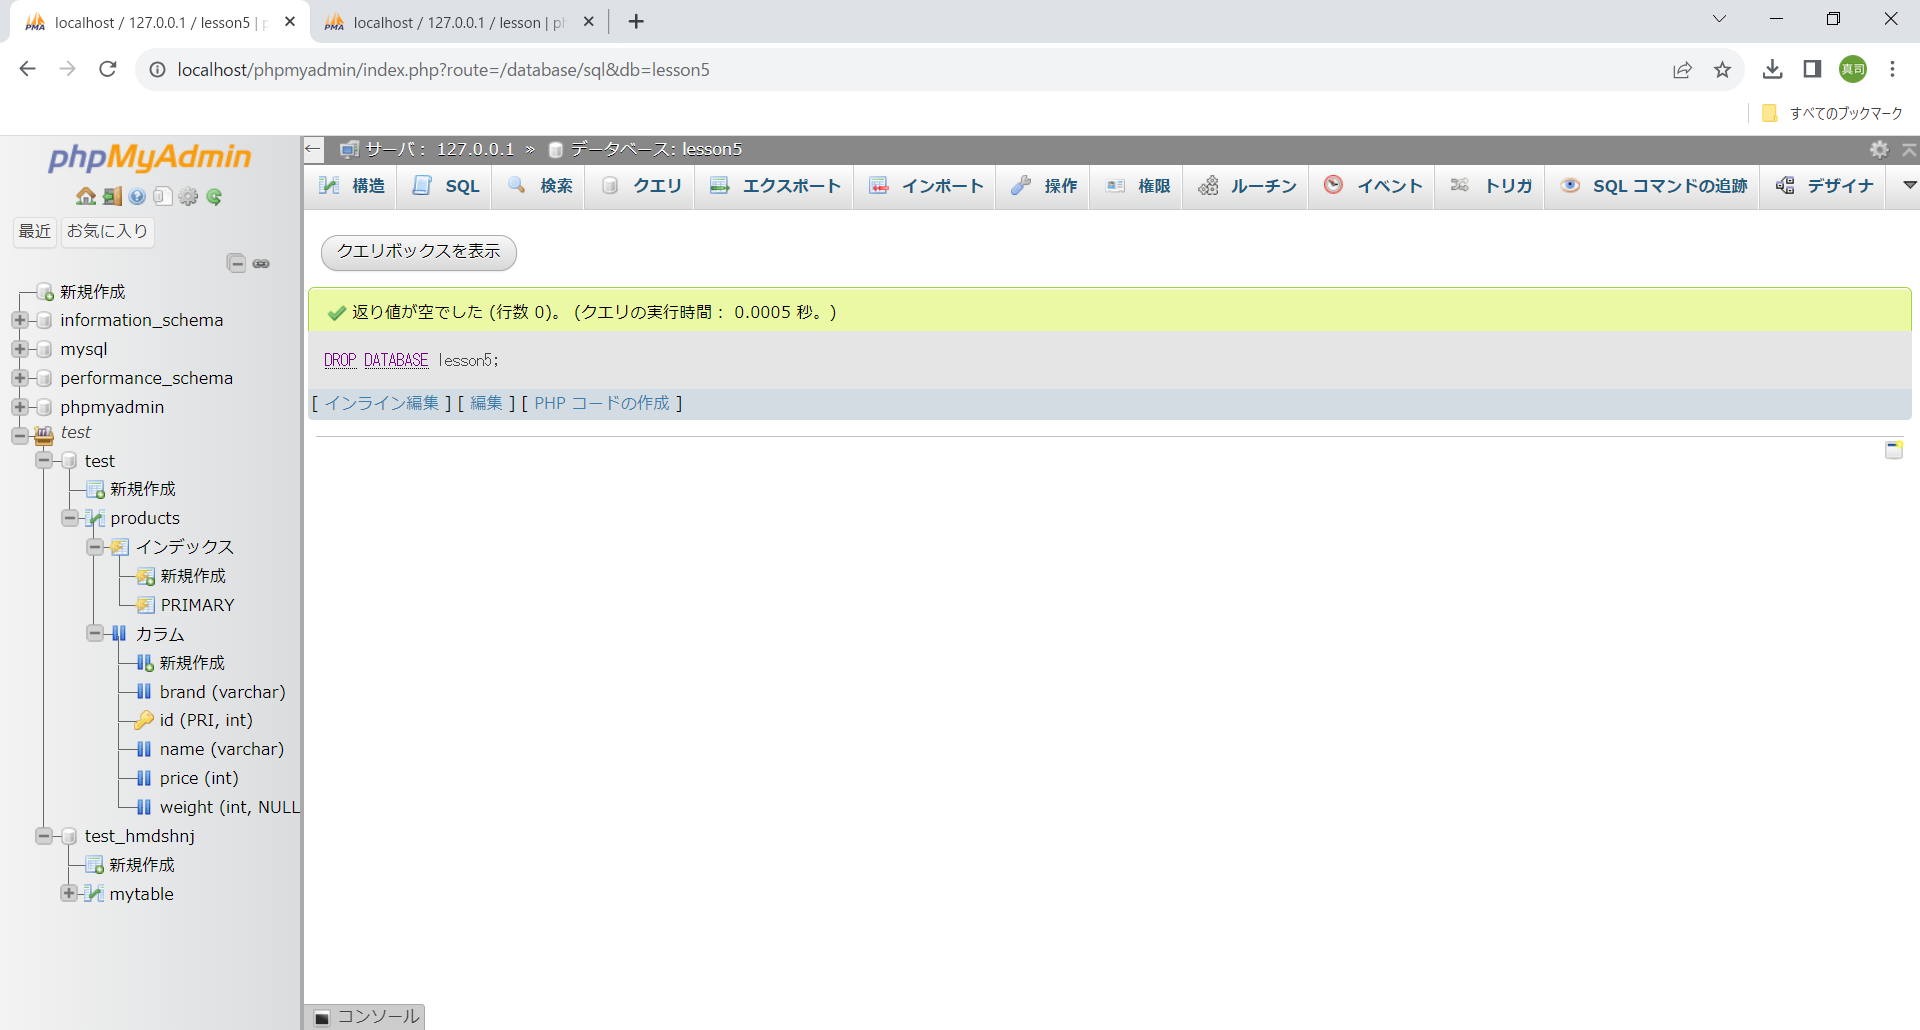 localhost / 127.0.0.1 / lesson5 | p
localhost / 127.0.0.1 / lesson | ph
localhost/phpmyadmin/index.php?route=/database/sql&db=lesson5
真司
すべてのブックマーク
phpMyAdmin
最近 お気に入り
新規作成
information_schema
mysql
performance_schema
phpmyadmin
test
test
新規作成
products
インデックス
新規作成
PRIMARY
カラム
新規作成
brand (varchar)
id (PRI, int)
name (varchar)
price (int)
weight (int, NULL
test_hmdshnj
新規作成
mytable
サーバ: 127.0.0.1 » データベース: lesson5
構造 SQL 検索 クエリ エクスポート インポート 操作 権限 ルーチン イベント トリガ SQL コマンドの追跡 デザイナ
クエリボックスを表示
返り値が空でした (行数 0)。 (クエリの実行時間: 0.0005 秒。)
DROP DATABASE lesson5;
[ インライン編集 ] [ 編集 ] [ PHP コードの作成 ]
コンソール